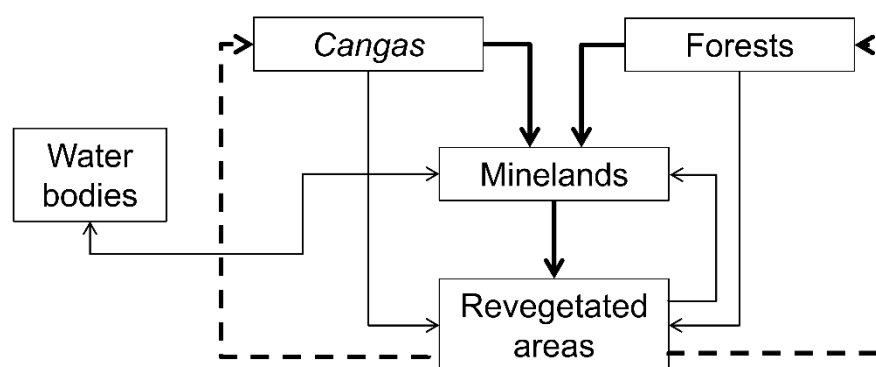 Cangas
Forests
Water
bodies
Minelands
Revegetated
areas